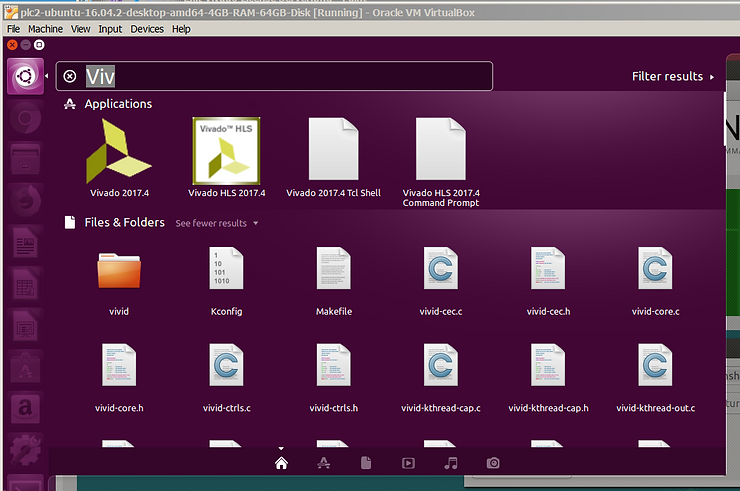 plc2-ubuntu-16.04.2-desktop-amd64-4GB-RAM-64GB-Disk [Running] - Oracle VM VirtualBox
File Machine View Input Devices Help
Viv
Filter results
Applications
Vivado™ HLS
Vivado 2017.4
Vivado HLS 2017.4
Vivado 2017.4 Tcl Shell
Vivado HLS 2017.4
Command Prompt
Files & Folders
See fewer results
1
10
101
1010
vivid
Kconfig
Makefile
vivid-cec.c
vivid-cec.h
vivid-core.c
vivid-core.h
vivid-ctrls.c
vivid-ctrls.h
vivid-kthread-cap.c
vivid-kthread-cap.h
vivid-kthread-out.c